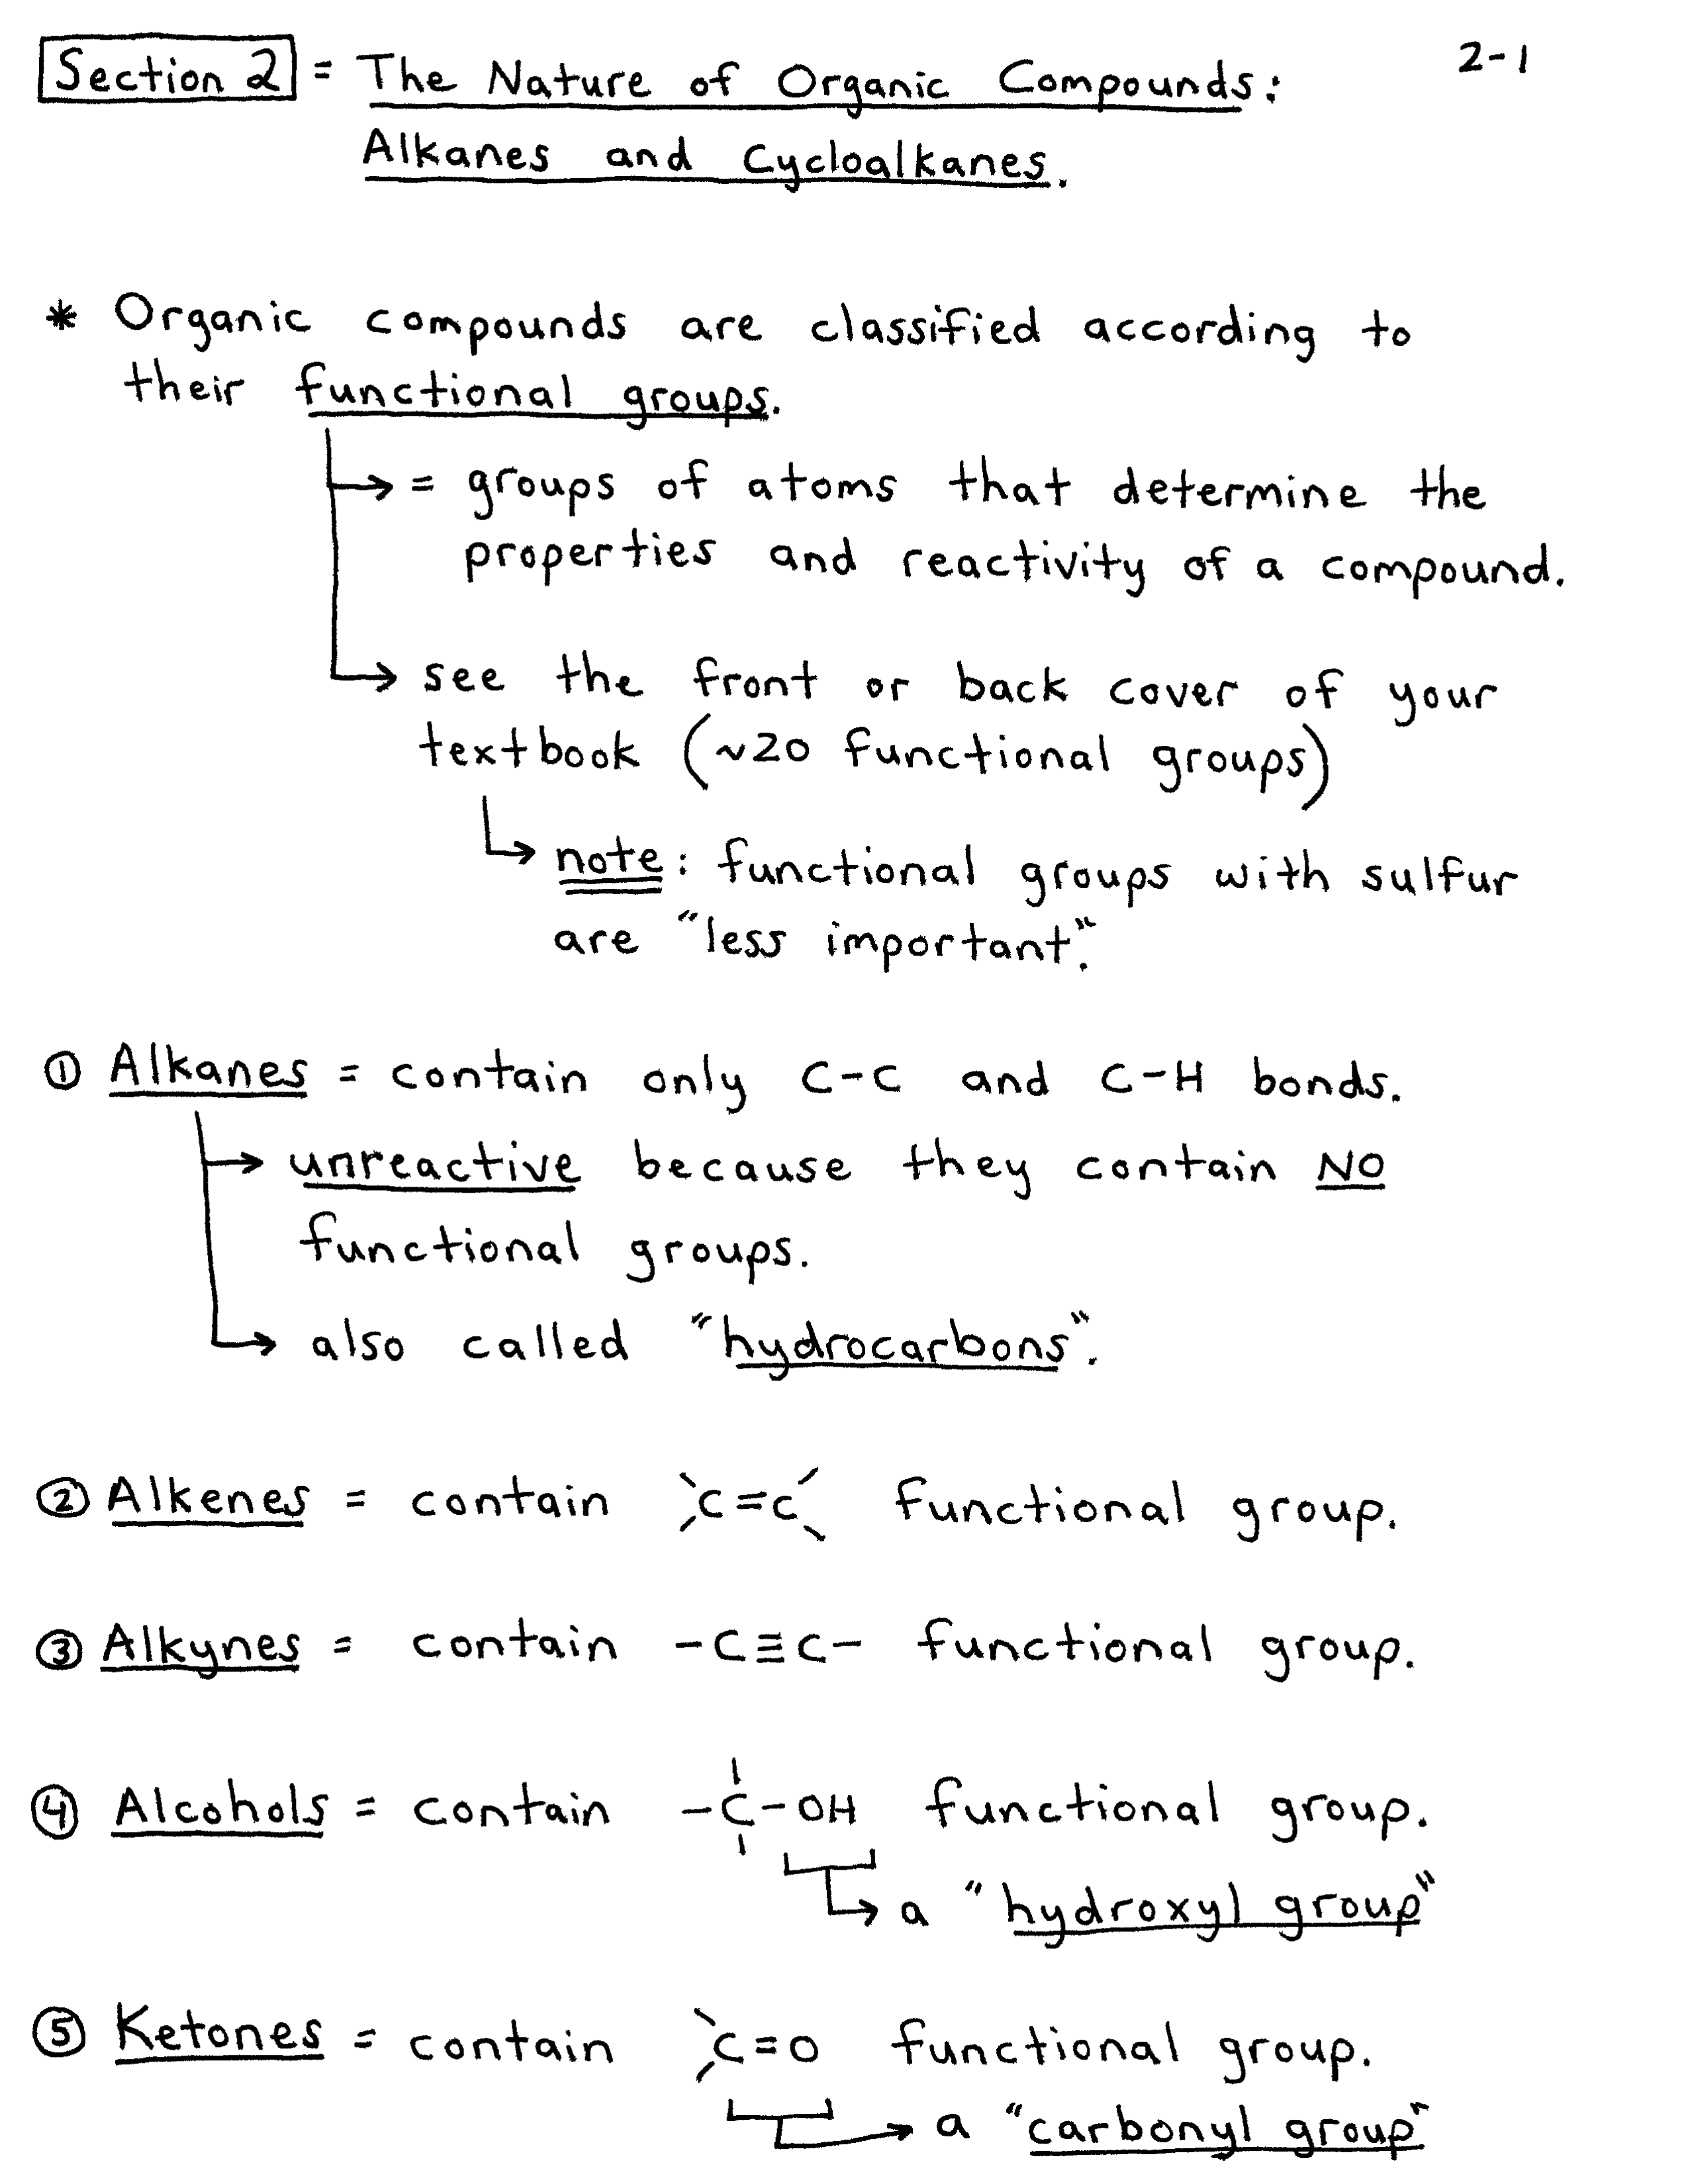 Section 2 = The Nature of Organic Compounds: 2-1
Alkanes and Cycloalkanes.
* Organic compounds are classified according to
their functional groups.
→ = groups of atoms that determine the
properties and reactivity of a compound.
→ see the front or back cover of your
textbook (~20 functional groups)
→ note: functional groups with sulfur
are "less important".
① Alkanes = contain only C-C and C-H bonds.
→ unreactive because they contain NO
functional groups.
→ also called "hydrocarbons".
② Alkenes = contain C=C functional group.
③ Alkynes = contain -C≡C- functional group.
④ Alcohols = contain -C-OH functional group.
→ a "hydroxyl group"
⑤ Ketones = contain C=O functional group.
→ a "carbonyl group"